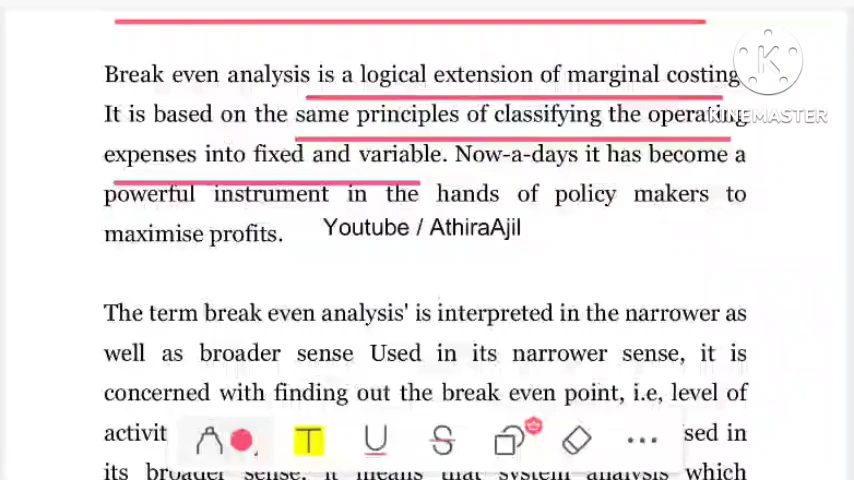 Break even analysis is a logical extension of marginal costing.
KINEMASTER
It is based on the same principles of classifying the operating
expenses into fixed and variable. Now-a-days it has become a
powerful instrument in the hands of policy makers to
maximise profits.
Youtube / AthiraAjil
The term break even analysis' is interpreted in the narrower as
well as broader sense Used in its narrower sense, it is
concerned with finding out the break even point, i.e, level of
activit
sed in
its broader sense, it means that system analysis which